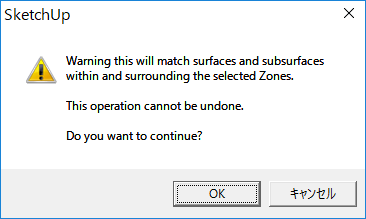 SketchUp
Warning this will match surfaces and subsurfaces
within and surrounding the selected Zones.
This operation cannot be undone.
Do you want to continue?
OK
キャンセル